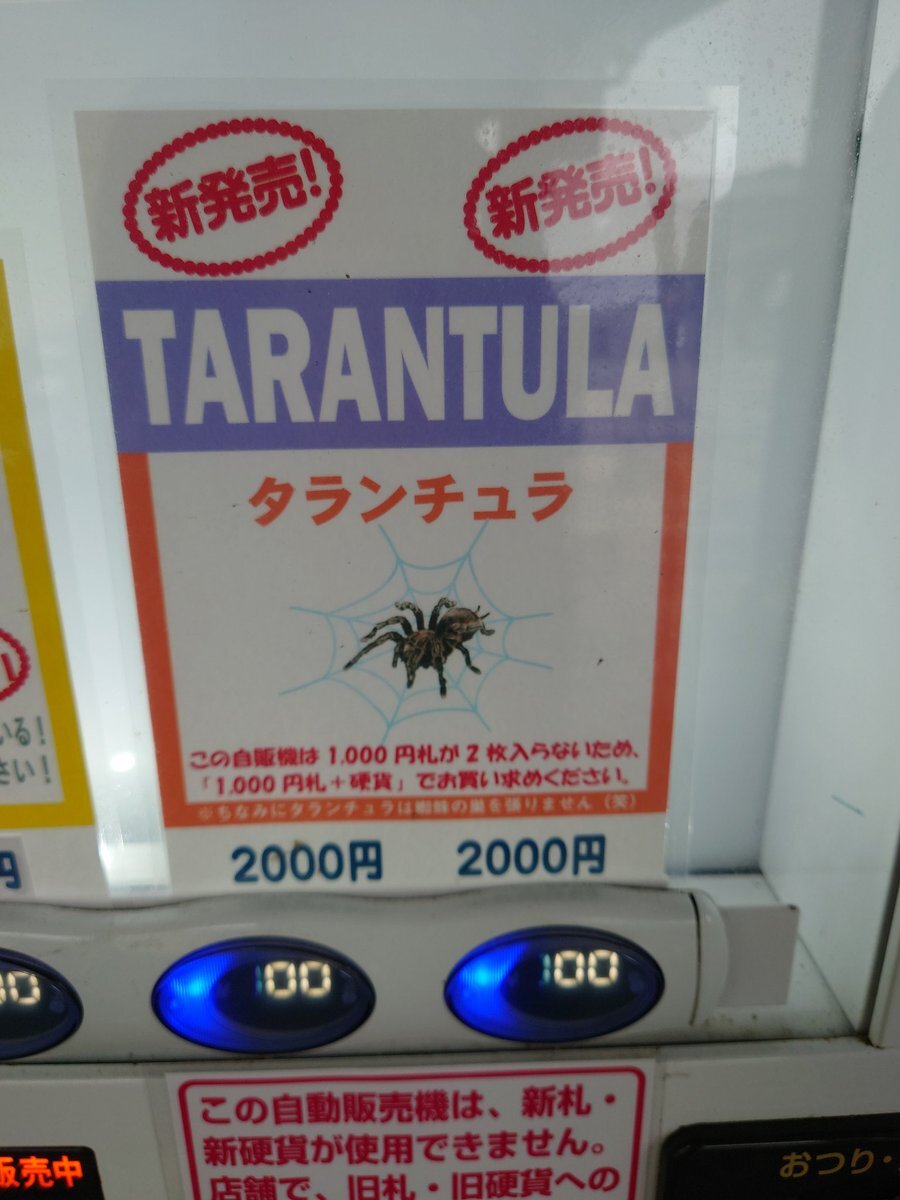 新発売! 新発売!
TARANTULA
タランチュラ
この自販機は 1,000 円札が 2 枚入らないため、
「1,000 円札＋硬貨」でお買い求めください。
※ちなみにタランチュラは蜘蛛の巣を張りません（笑）
いる!
さい!
円
2000円 2000円
00 100 100
この自動販売機は、新札・
新硬貨が使用できません。
店舗で、旧札・旧硬貨への
販売中
おつり・